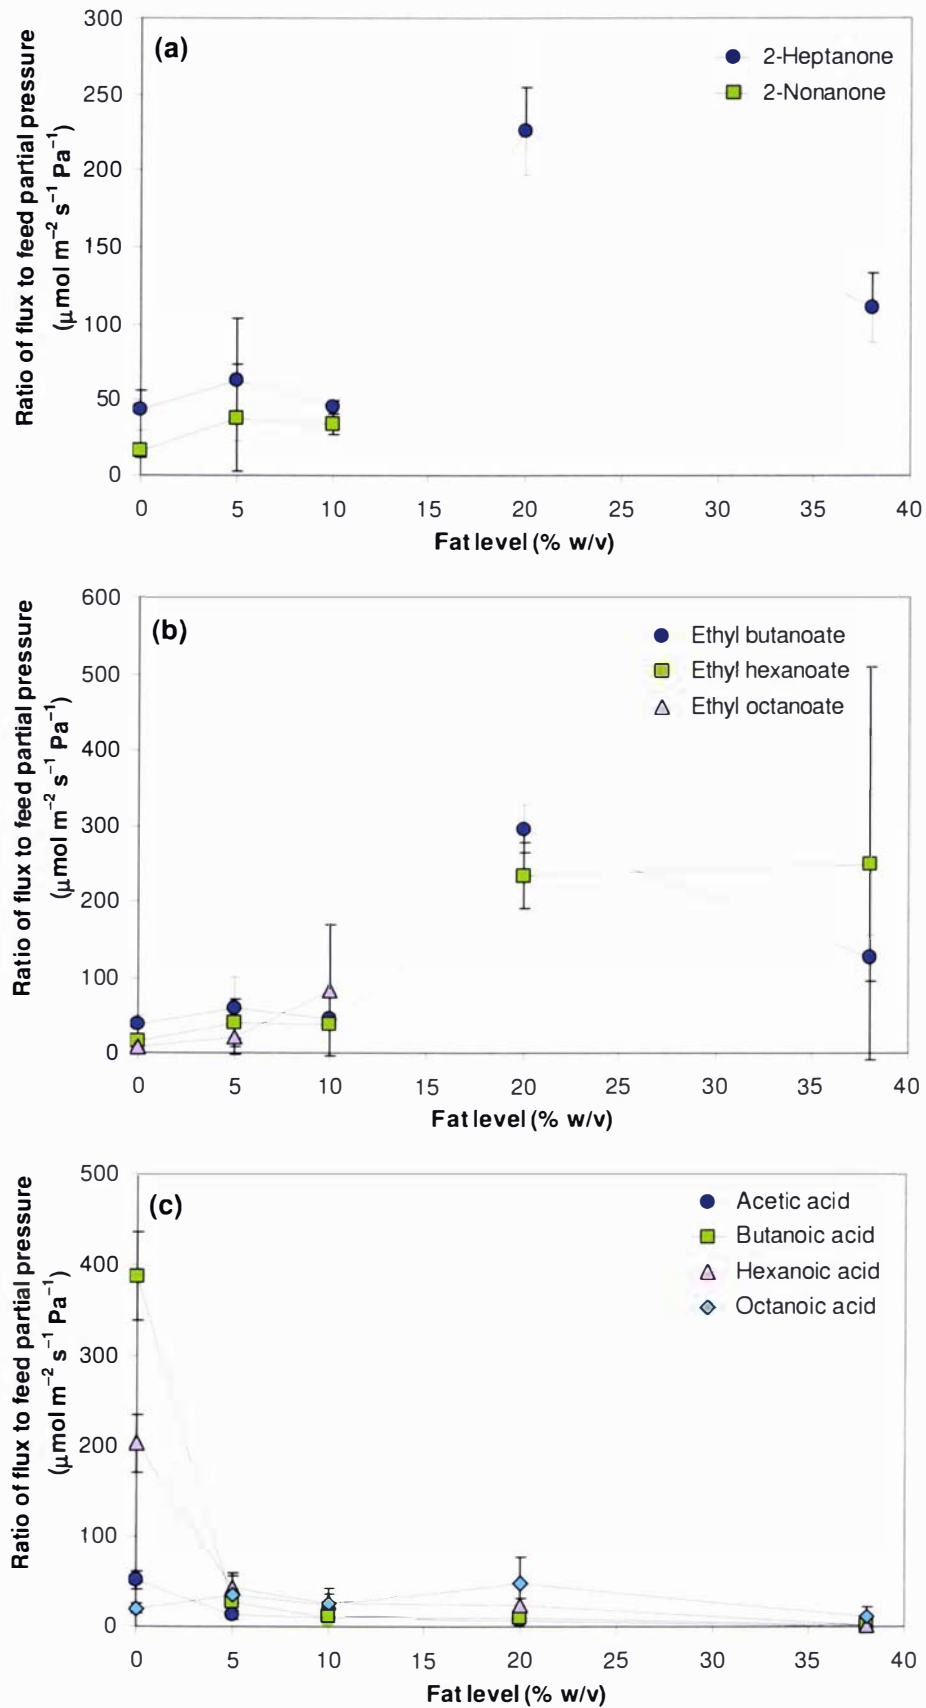 (a)
2-Heptanone
2-Nonanone
Ratio of flux to feed partial pressure
(μmol m⁻² s⁻¹ Pa⁻¹)
300
250
200
150
100
50
0
0 5 10 15 20 25 30 35 40
Fat level (% w/v)
(b)
Ethyl butanoate
Ethyl hexanoate
Ethyl octanoate
Ratio of flux to feed partial pressure
(μmol m⁻² s⁻¹ Pa⁻¹)
600
500
400
300
200
100
0
0 5 10 15 20 25 30 35 40
Fat level (% w/v)
(c)
Acetic acid
Butanoic acid
Hexanoic acid
Octanoic acid
Ratio of flux to feed partial pressure
(μmol m⁻² s⁻¹ Pa⁻¹)
500
400
300
200
100
0
0 5 10 15 20 25 30 35 40
Fat level (% w/v)